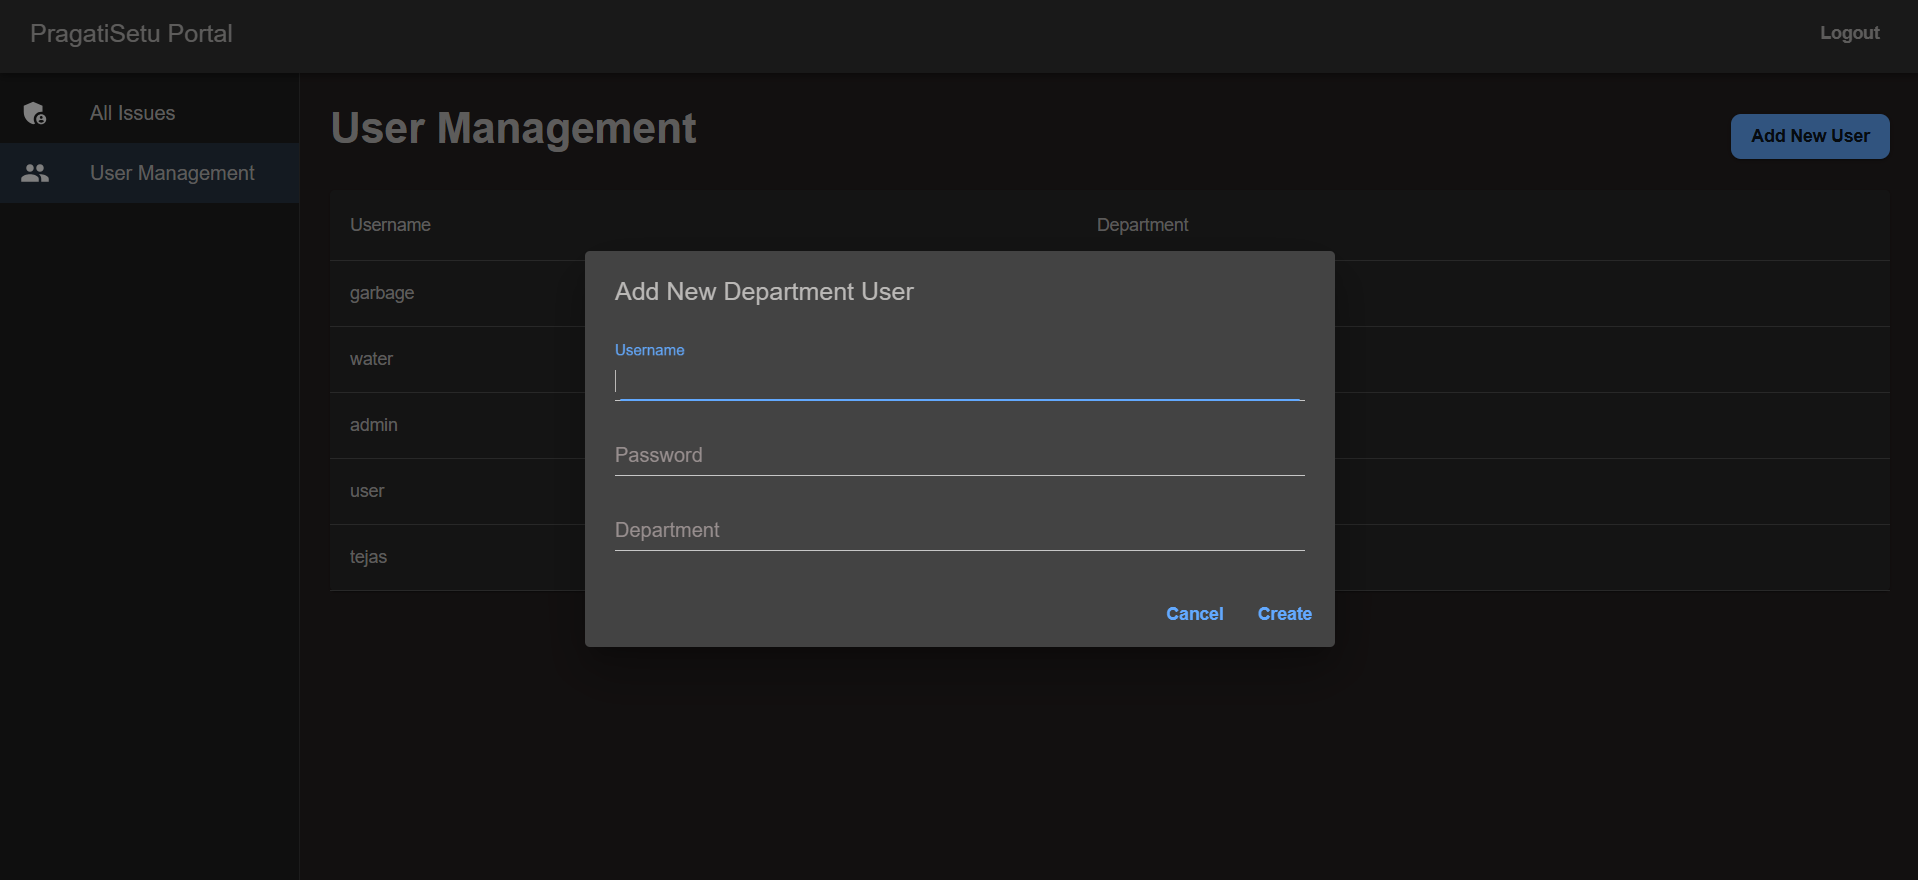 PragatiSetu Portal
Logout
All Issues
User Management
User Management
Add New User
Username
Department
garbage
water
admin
user
tejas
Add New Department User
Username
Password
Department
Cancel
Create